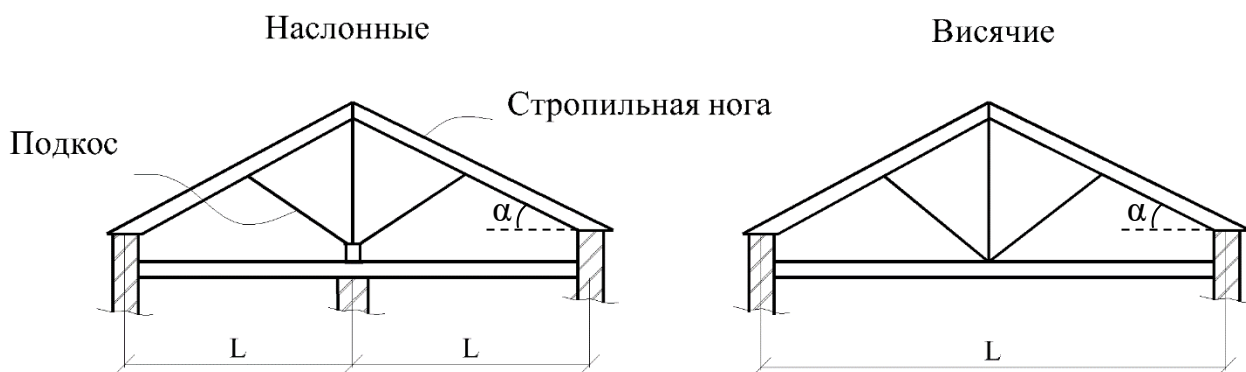 Наслонные
Висячие
Стропильная нога
Подкос
α
α
L
L
L